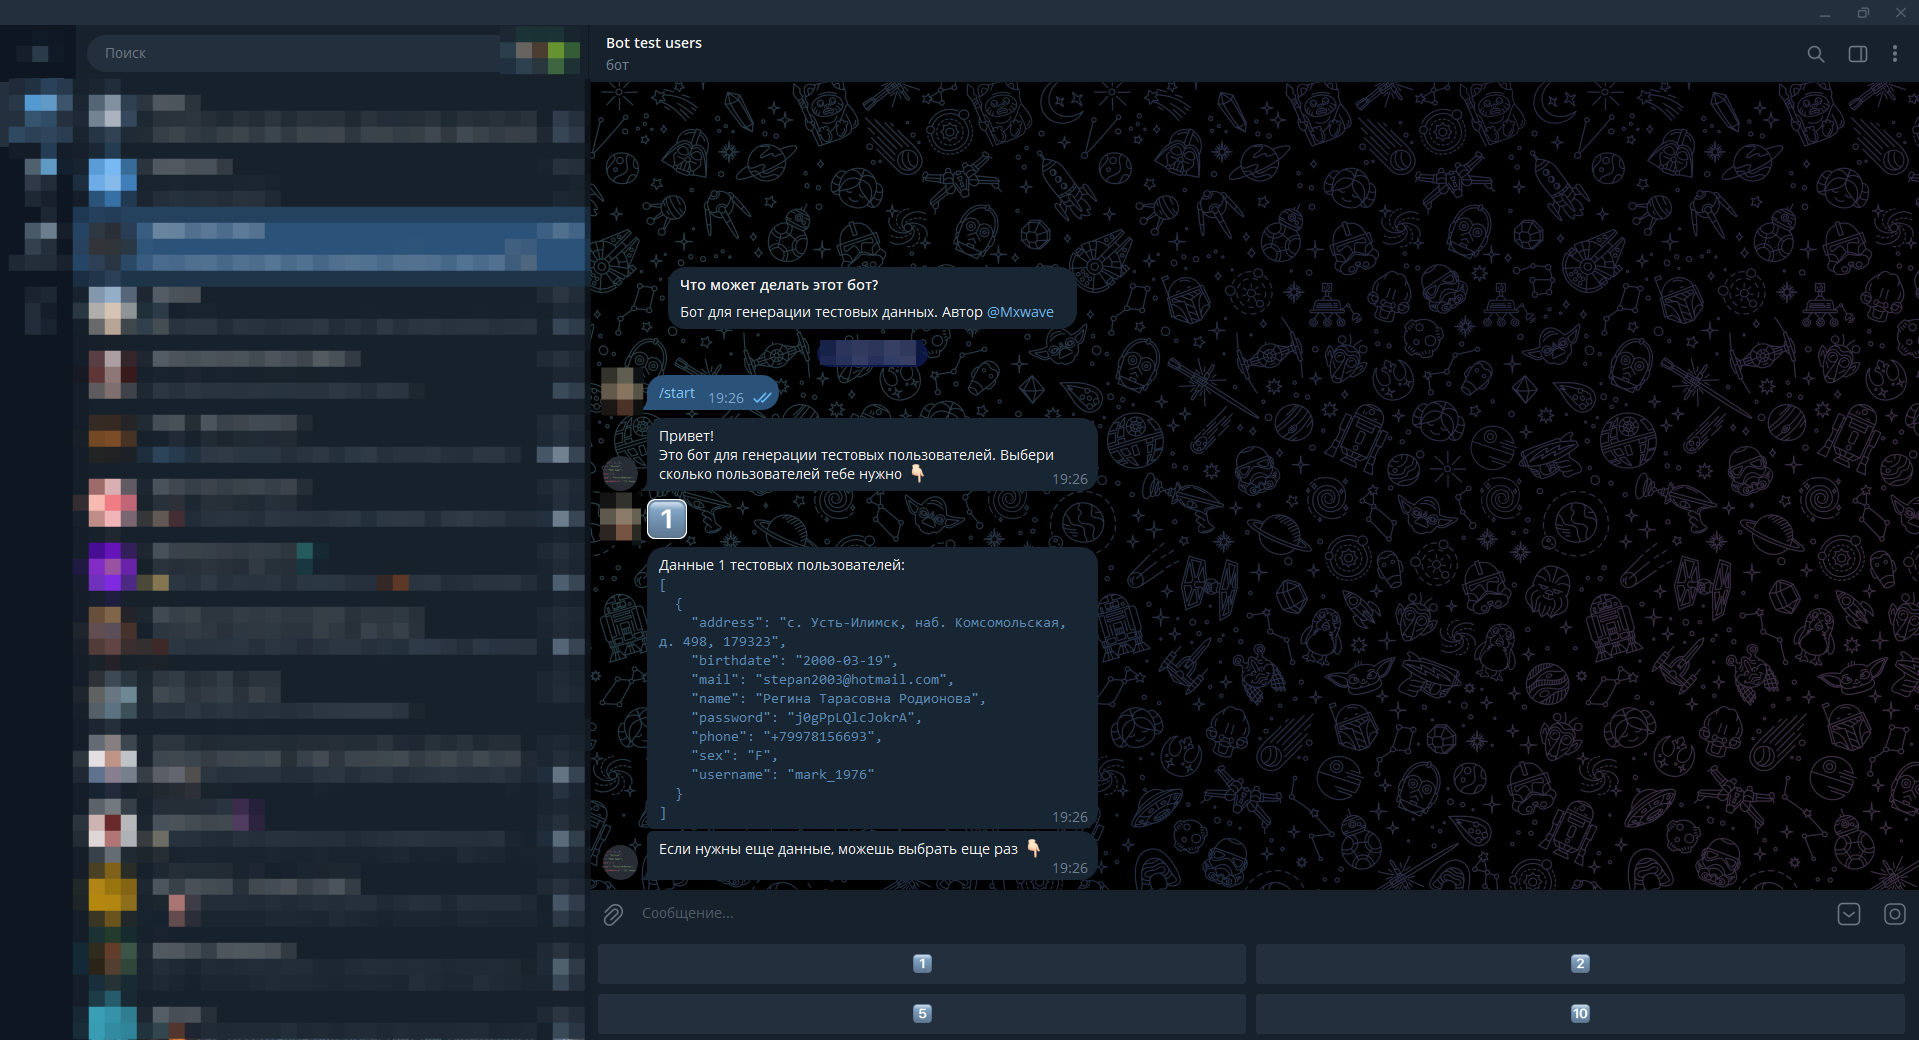 Поиск
Bot test users
бот
Что может делать этот бот?
Бот для генерации тестовых данных. Автор @Mxwave
/start 19:26
Привет!
Это бот для генерации тестовых пользователей. Выбери
сколько пользователей тебе нужно 👇🏻 19:26
1
Данные 1 тестовых пользователей:
[
  {
    "address": "с. Усть-Илимск, наб. Комсомольская,
д. 498, 179323",
    "birthdate": "2000-03-19",
    "mail": "stepan2003@hotmail.com",
    "name": "Регина Тарасовна Родионова",
    "password": "j0gPpLQlcJokrA",
    "phone": "+79978156693",
    "sex": "F",
    "username": "mark_1976"
  }
]
19:26
Если нужны еще данные, можешь выбрать еще раз 👇🏻
19:26
Сообщение...
1 2
5 10